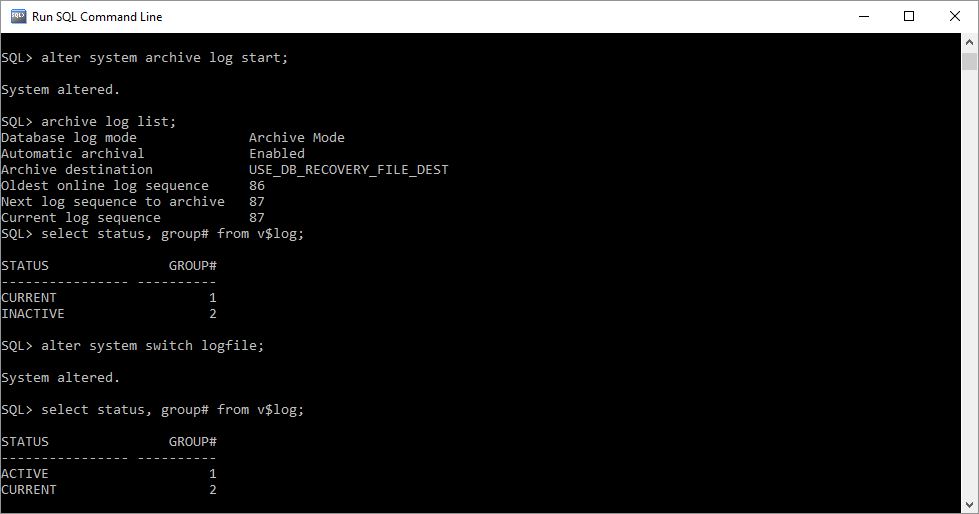 Run SQL Command Line
SQL> alter system archive log start;
System altered.
SQL> archive log list;
Database log mode              Archive Mode
Automatic archival             Enabled
Archive destination            USE_DB_RECOVERY_FILE_DEST
Oldest online log sequence     86
Next log sequence to archive   87
Current log sequence           87
SQL> select status, group# from v$log;
STATUS               GROUP#
---------------- ----------
CURRENT                   1
INACTIVE                  2
SQL> alter system switch logfile;
System altered.
SQL> select status, group# from v$log;
STATUS               GROUP#
---------------- ----------
ACTIVE                    1
CURRENT                   2